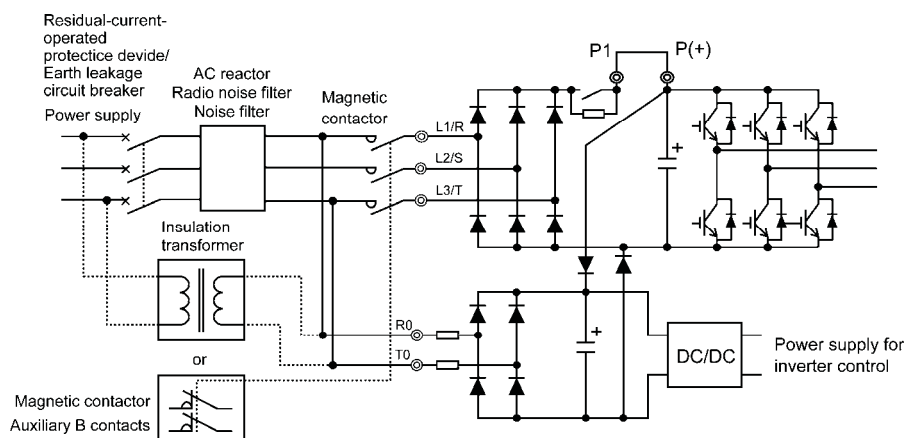 Residual-current-
operated
protectice devide/
Earth leakage
circuit breaker
Power supply
AC reactor
Radio noise filter
Noise filter
Magnetic
contactor
P1
P(+)
L1/R
L2/S
L3/T
Insulation
transformer
or
R0
T0
DC/DC
Power supply for
inverter control
Magnetic contactor
Auxiliary B contacts